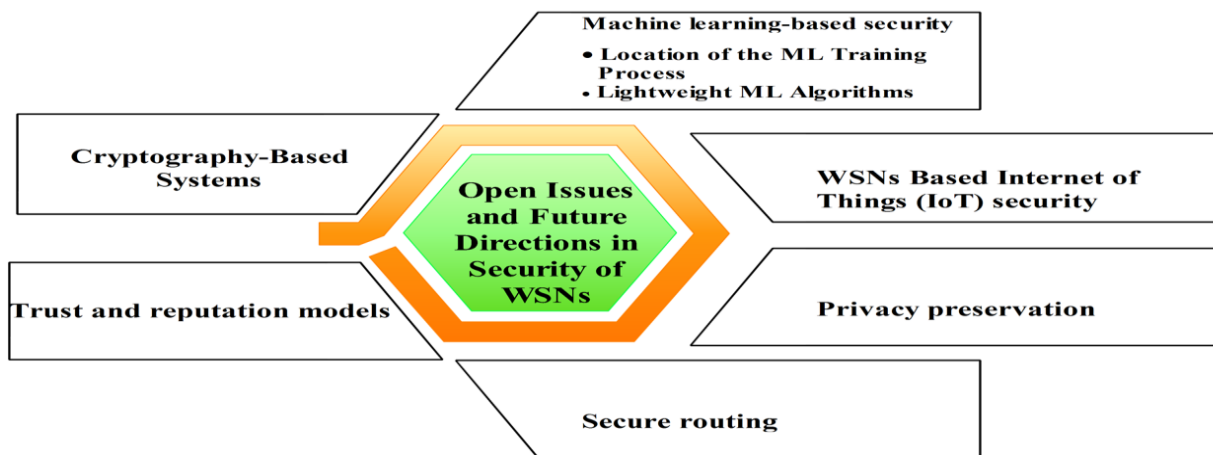 Machine learning-based security
• Location of the ML Training
Process
• Lightweight ML Algorithms
Cryptography-Based
Systems
WSNs Based Internet of
Things (IoT) security
Open Issues
and Future
Directions in
Security of
WSNs
Trust and reputation models
Privacy preservation
Secure routing